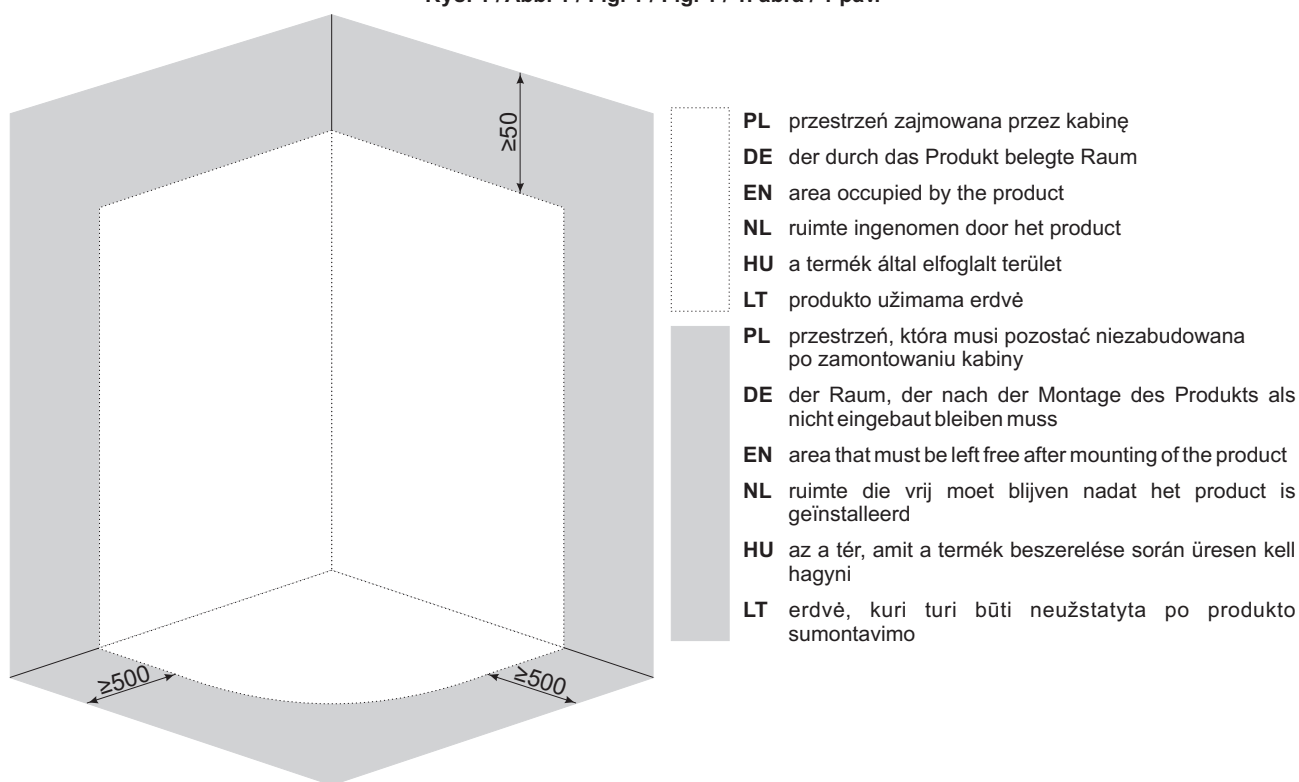 ≥50
PL przestrzeń zajmowana przez kabinę
DE der durch das Produkt belegte Raum
EN area occupied by the product
NL ruimte ingenomen door het product
HU a termék által elfoglalt terület
LT produkto užimama erdvė
PL przestrzeń, która musi pozostać niezabudowana
po zamontowaniu kabiny
DE der Raum, der nach der Montage des Produkts als
nicht eingebaut bleiben muss
EN area that must be left free after mounting of the product
NL ruimte die vrij moet blijven nadat het product is
geïnstalleerd
HU az a tér, amit a termék beszerelése során üresen kell
hagyni
LT erdvė, kuri turi būti neužstatyta po produkto
sumontavimo
≥500
≥500